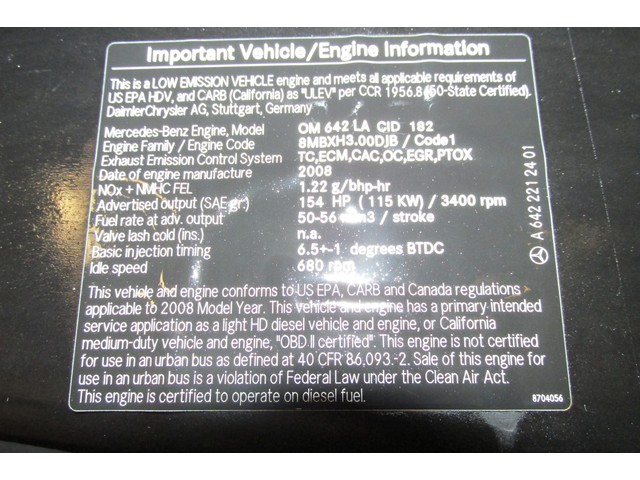 Important Vehicle/Engine Information
This is a LOW EMISSION VEHICLE engine and meets all applicable requirements of
US EPA HDV, and CARB (California) as "ULEV" per CCR 1956.8 (50-State Certified).
DaimlerChrysler AG, Stuttgart, Germany
Mercedes-Benz Engine, Model OM 642 LA CID 182
Engine Family / Engine Code 8MBXH3.00DJB / Code1
Exhaust Emission Control System TC,ECM,CAC,OC,EGR,PTOX
Date of engine manufacture 2008
NOx + NMHC FEL 1.22 g/bhp-hr
Advertised output (SAE gr.) 154 HP ( 115 KW) / 3400 rpm
Fuel rate at adv. output 50-56 mm3 / stroke
Valve lash cold (ins.) n.a.
Basic injection timing 6.5+-1 degrees BTDC
Idle speed 680 rpm
A 642 221 24 01
This vehicle and engine conforms to US EPA, CARB and Canada regulations
applicable to 2008 Model Year. This vehicle and engine has a primary intended
service application as a light HD diesel vehicle and engine, or California
medium-duty vehicle and engine, "OBD II certified". This engine is not certified
for use in an urban bus as defined at 40 CFR 86,093.-2. Sale of this engine for
use in an urban bus is a violation of Federal Law under the Clean Air Act.
This engine is certified to operate on diesel fuel.
8704056